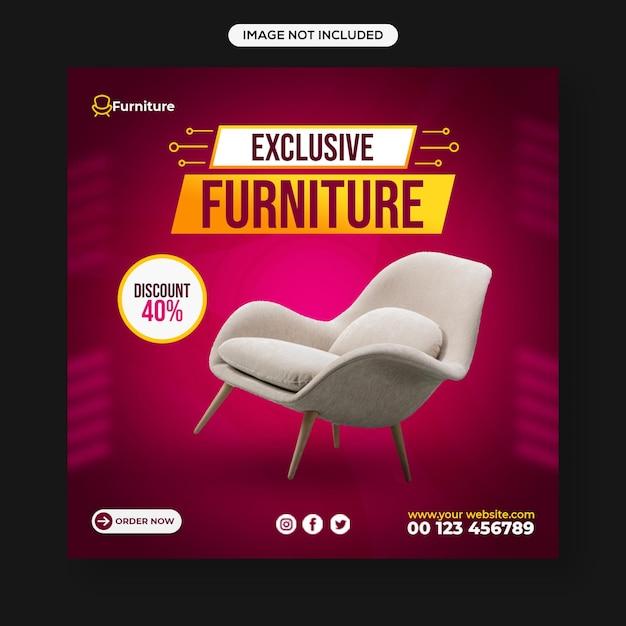 IMAGE NOT INCLUDED
Furniture
EXCLUSIVE
FURNITURE
DISCOUNT
40%
ORDER NOW
www.your website.com
00 123 456789